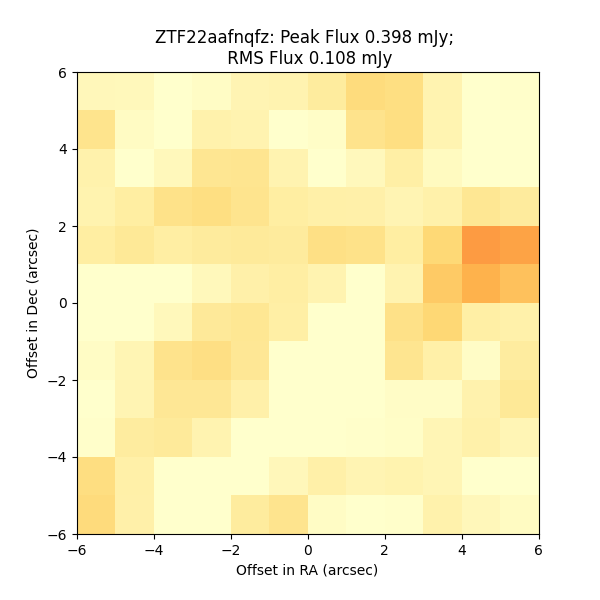 ZTF22aafnqfz: Peak Flux 0.398 mJy;
RMS Flux 0.108 mJy
6
4
2
0
−2
−4
−6
Offset in Dec (arcsec)
−6 −4 −2 0 2 4 6
Offset in RA (arcsec)